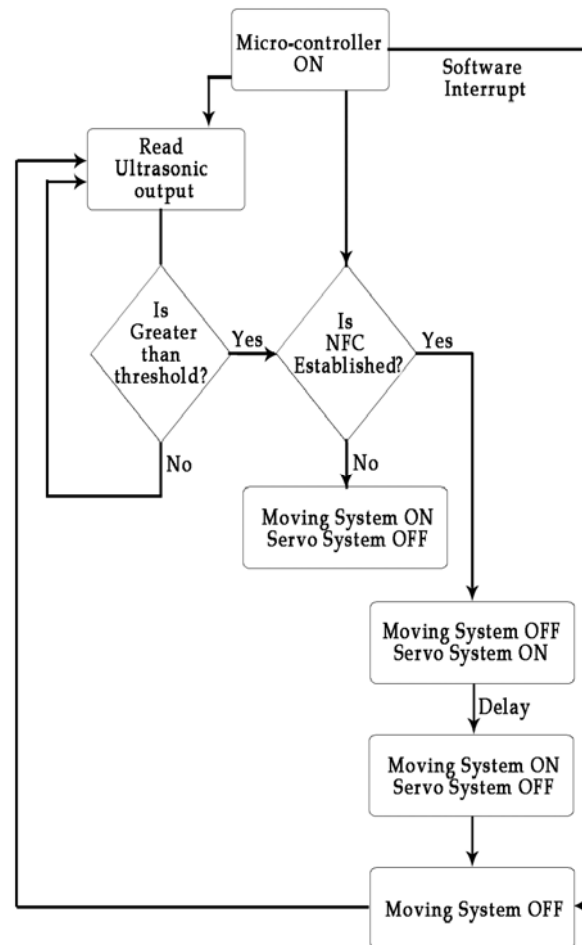 Micro-controller
ON
Software
Interrupt
Read
Ultrasonic
output
Is
Greater
than
threshold?
Yes
Is
NFC
Established?
Yes
No
No
Moving System ON
Servo System OFF
Moving System OFF
Servo System ON
Delay
Moving System ON
Servo System OFF
Moving System OFF